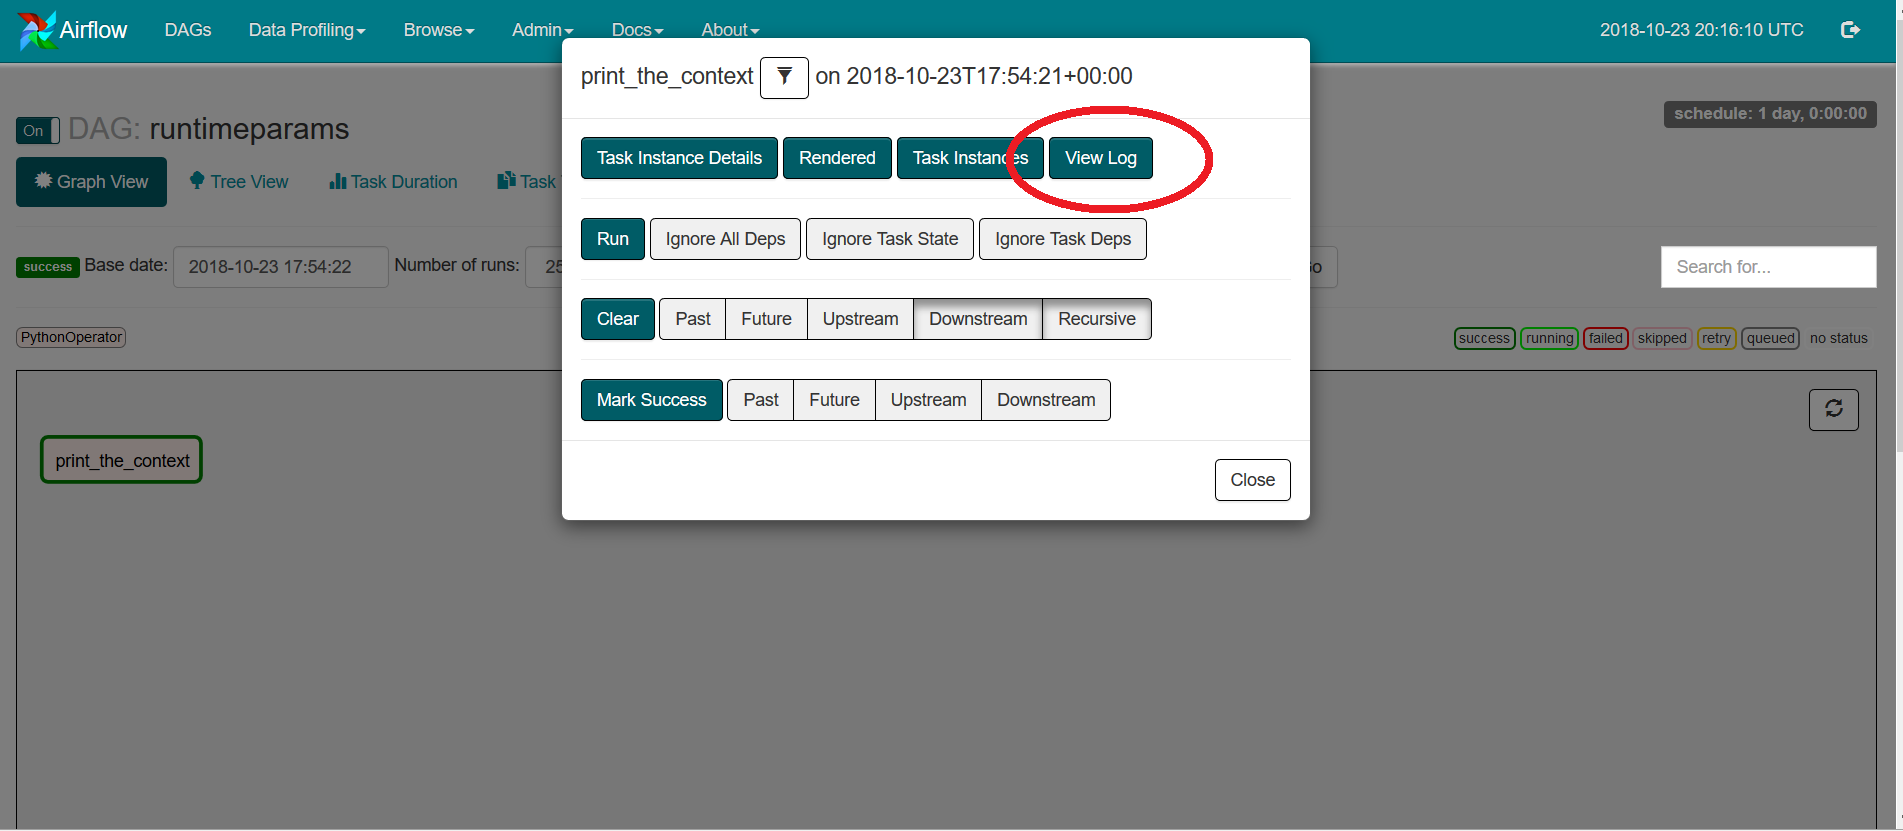 Airflow DAGs Data Profiling Browse Admin Docs About 2018-10-23 20:16:10 UTC
print_the_context on 2018-10-23T17:54:21+00:00
On DAG: runtimeparams
schedule: 1 day, 0:00:00
Task Instance Details Rendered Task Instances View Log
Graph View Tree View Task Duration Task
Run Ignore All Deps Ignore Task State Ignore Task Deps
success Base date: 2018-10-23 17:54:22 Number of runs: 25
Search for...
Clear Past Future Upstream Downstream Recursive
PythonOperator
success running failed skipped retry queued no status
Mark Success Past Future Upstream Downstream
print_the_context
Close